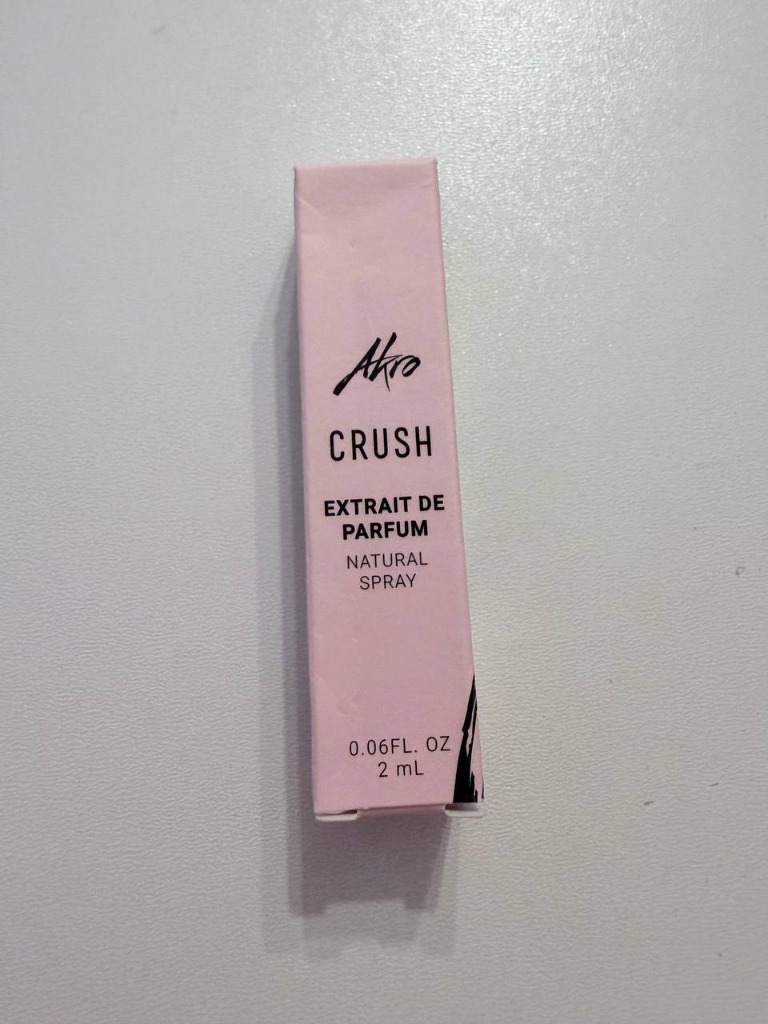 Akro
CRUSH
EXTRAIT DE
PARFUM
NATURAL
SPRAY
0.06FL. OZ
2 mL